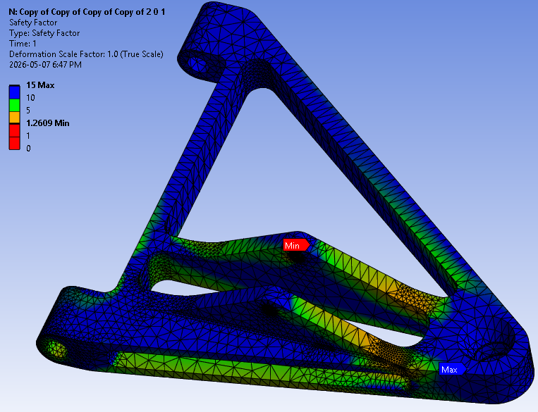 N: Copy of Copy of Copy of Copy of 2 0 1
Safety Factor
Type: Safety Factor
Time: 1
Deformation Scale Factor: 1.0 (True Scale)
2026-05-07 6:47 PM
15 Max
10
5
1.2609 Min
1
0
Min
Max